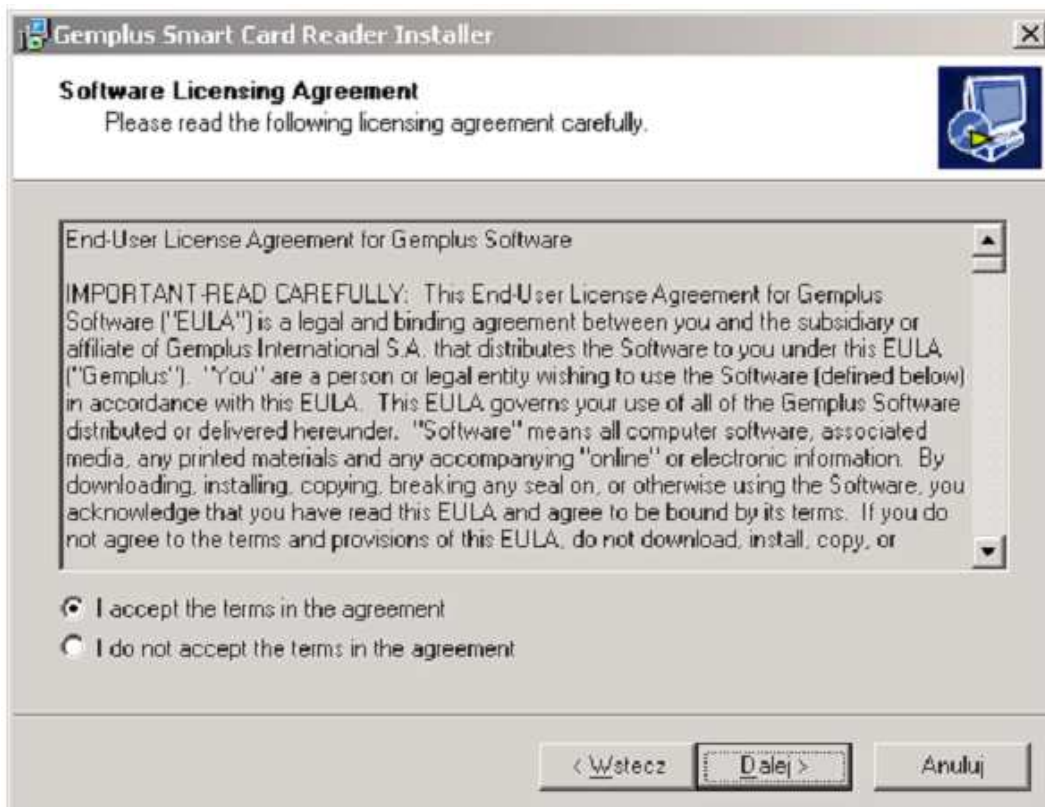 Gemplus Smart Card Reader Installer
Software Licensing Agreement
Please read the following licensing agreement carefully.
End-User License Agreement for Gemplus Software
IMPORTANT-READ CAREFULLY: This End-User License Agreement for Gemplus
Software ("EULA") is a legal and binding agreement between you and the subsidiary or
affiliate of Gemplus International S.A. that distributes the Software to you under this EULA
("Gemplus"). "You" are a person or legal entity wishing to use the Software (defined below)
in accordance with this EULA. This EULA governs your use of all of the Gemplus Software
distributed or delivered hereunder. "Software" means all computer software, associated
media, any printed materials and any accompanying "online" or electronic information. By
downloading, installing, copying, breaking any seal on, or otherwise using the Software, you
acknowledge that you have read this EULA and agree to be bound by its terms. If you do
not agree to the terms and provisions of this EULA, do not download, install, copy, or
I accept the terms in the agreement
I do not accept the terms in the agreement
< Wstecz Dalej > Anuluj